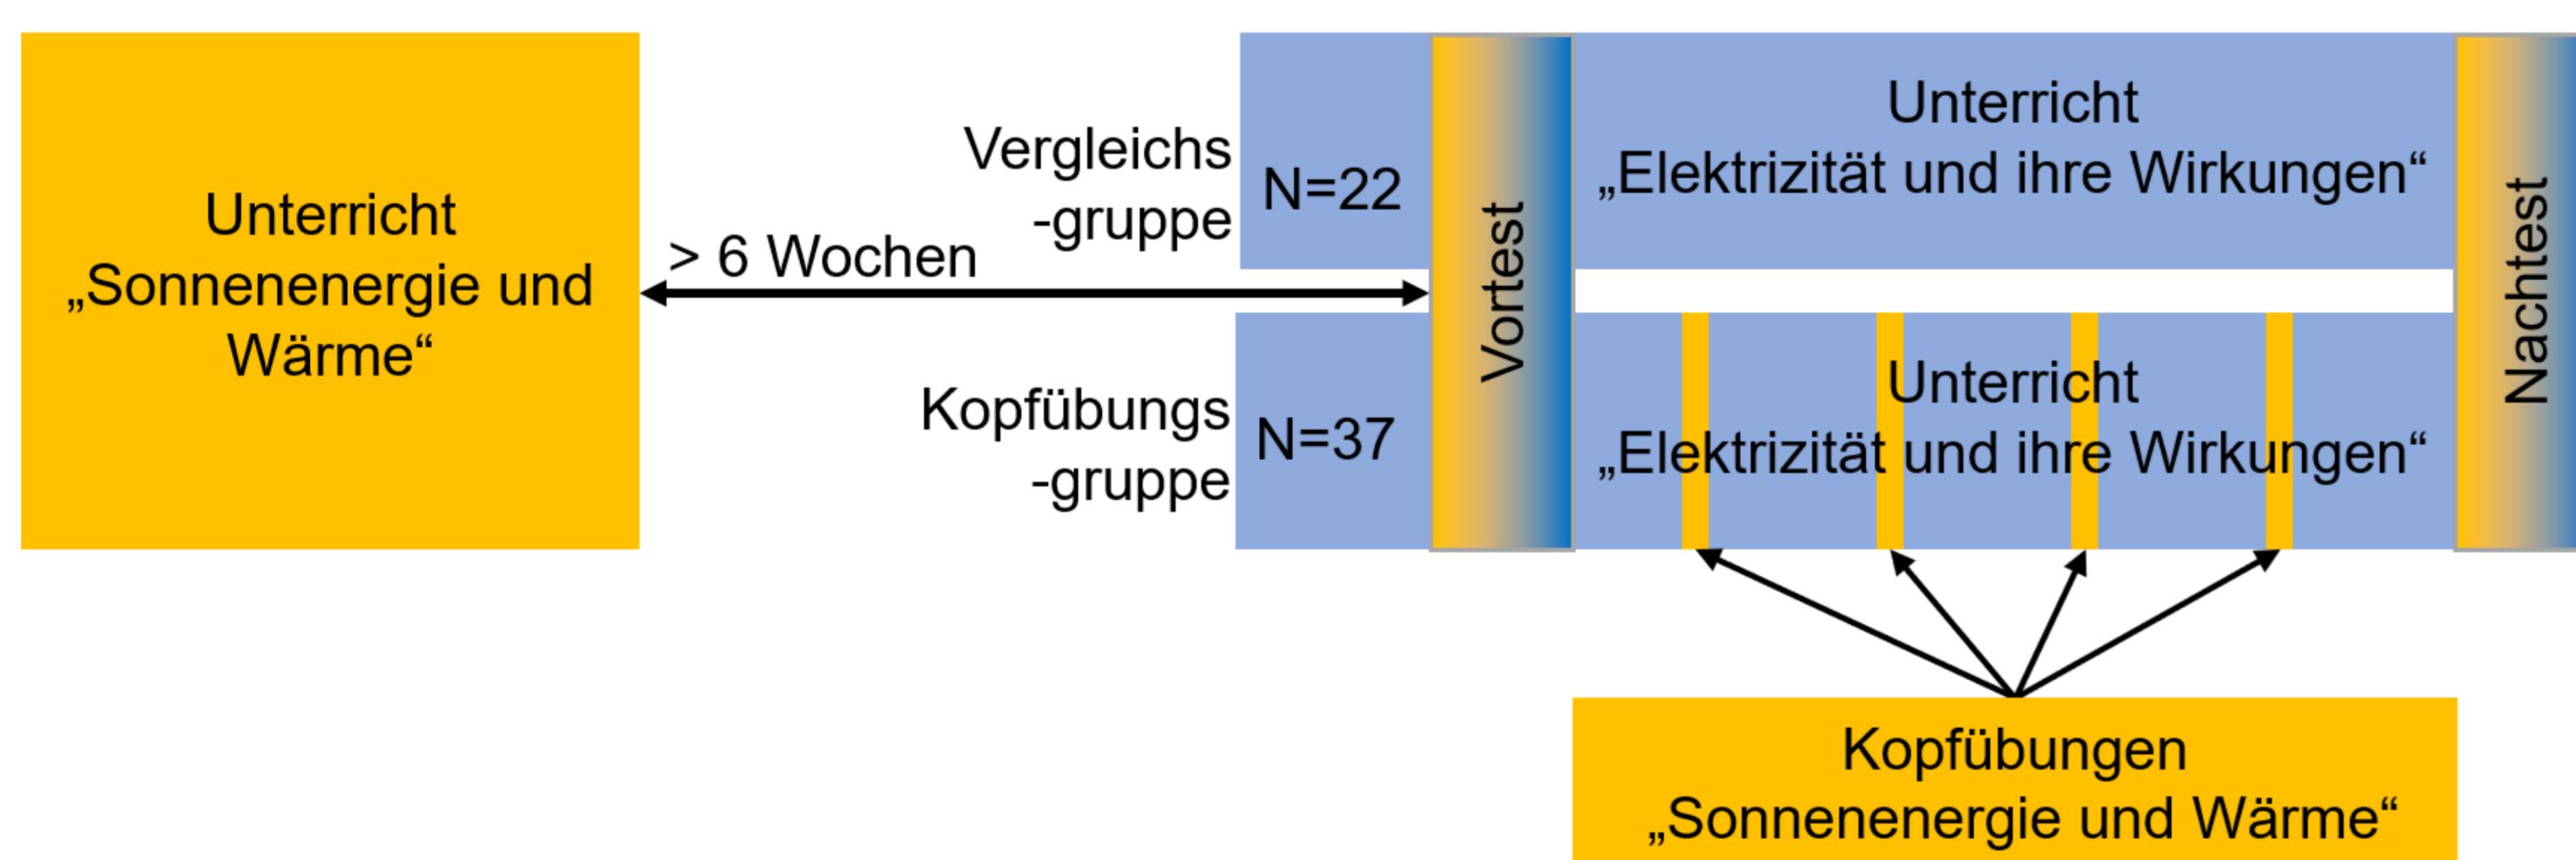 Unterricht
„Sonnenenergie und
Wärme“
> 6 Wochen
Vergleichs
-gruppe
N=22
Kopfübungs
-gruppe
N=37
Vortest
Unterricht
„Elektrizität und ihre Wirkungen“
Unterricht
„Elektrizität und ihre Wirkungen“
Nachtest
Kopfübungen
„Sonnenenergie und Wärme“